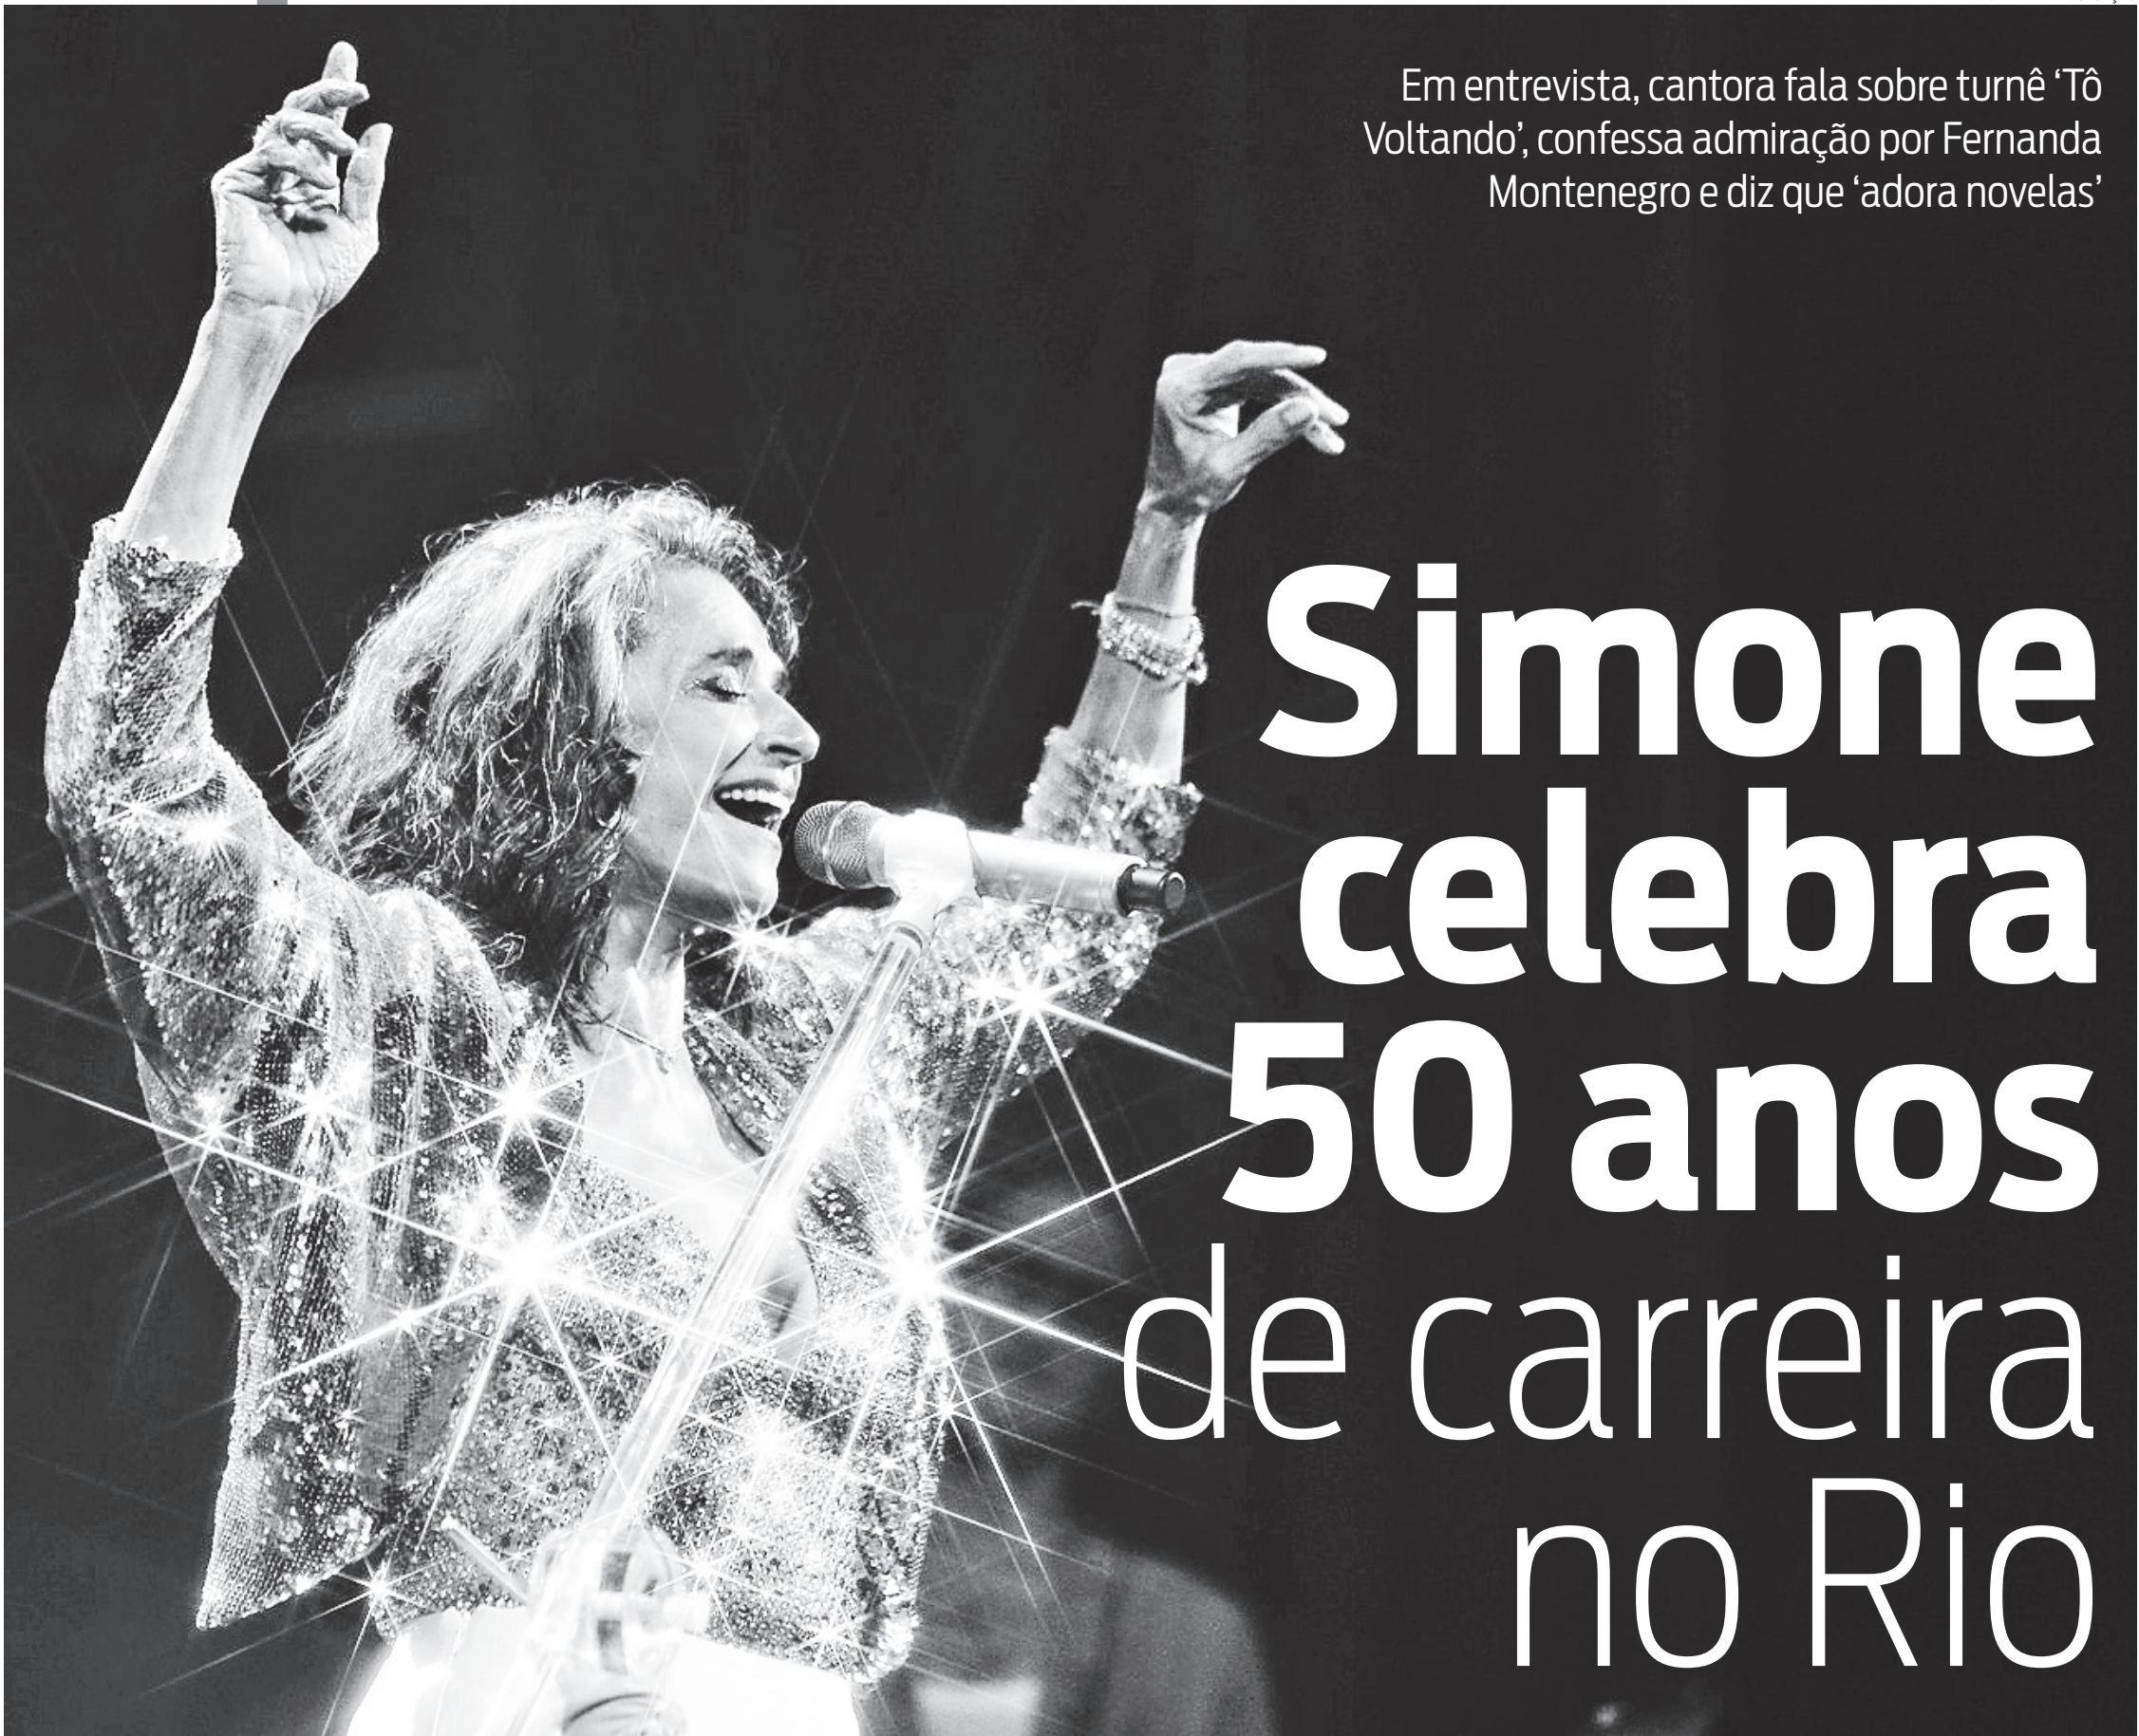 Em entrevista, cantora fala sobre turnê ‘Tô
Voltando’, confessa admiração por Fernanda
Montenegro e diz que ‘adora novelas’
Simone
celebra
50 anos
de carreira
no Rio